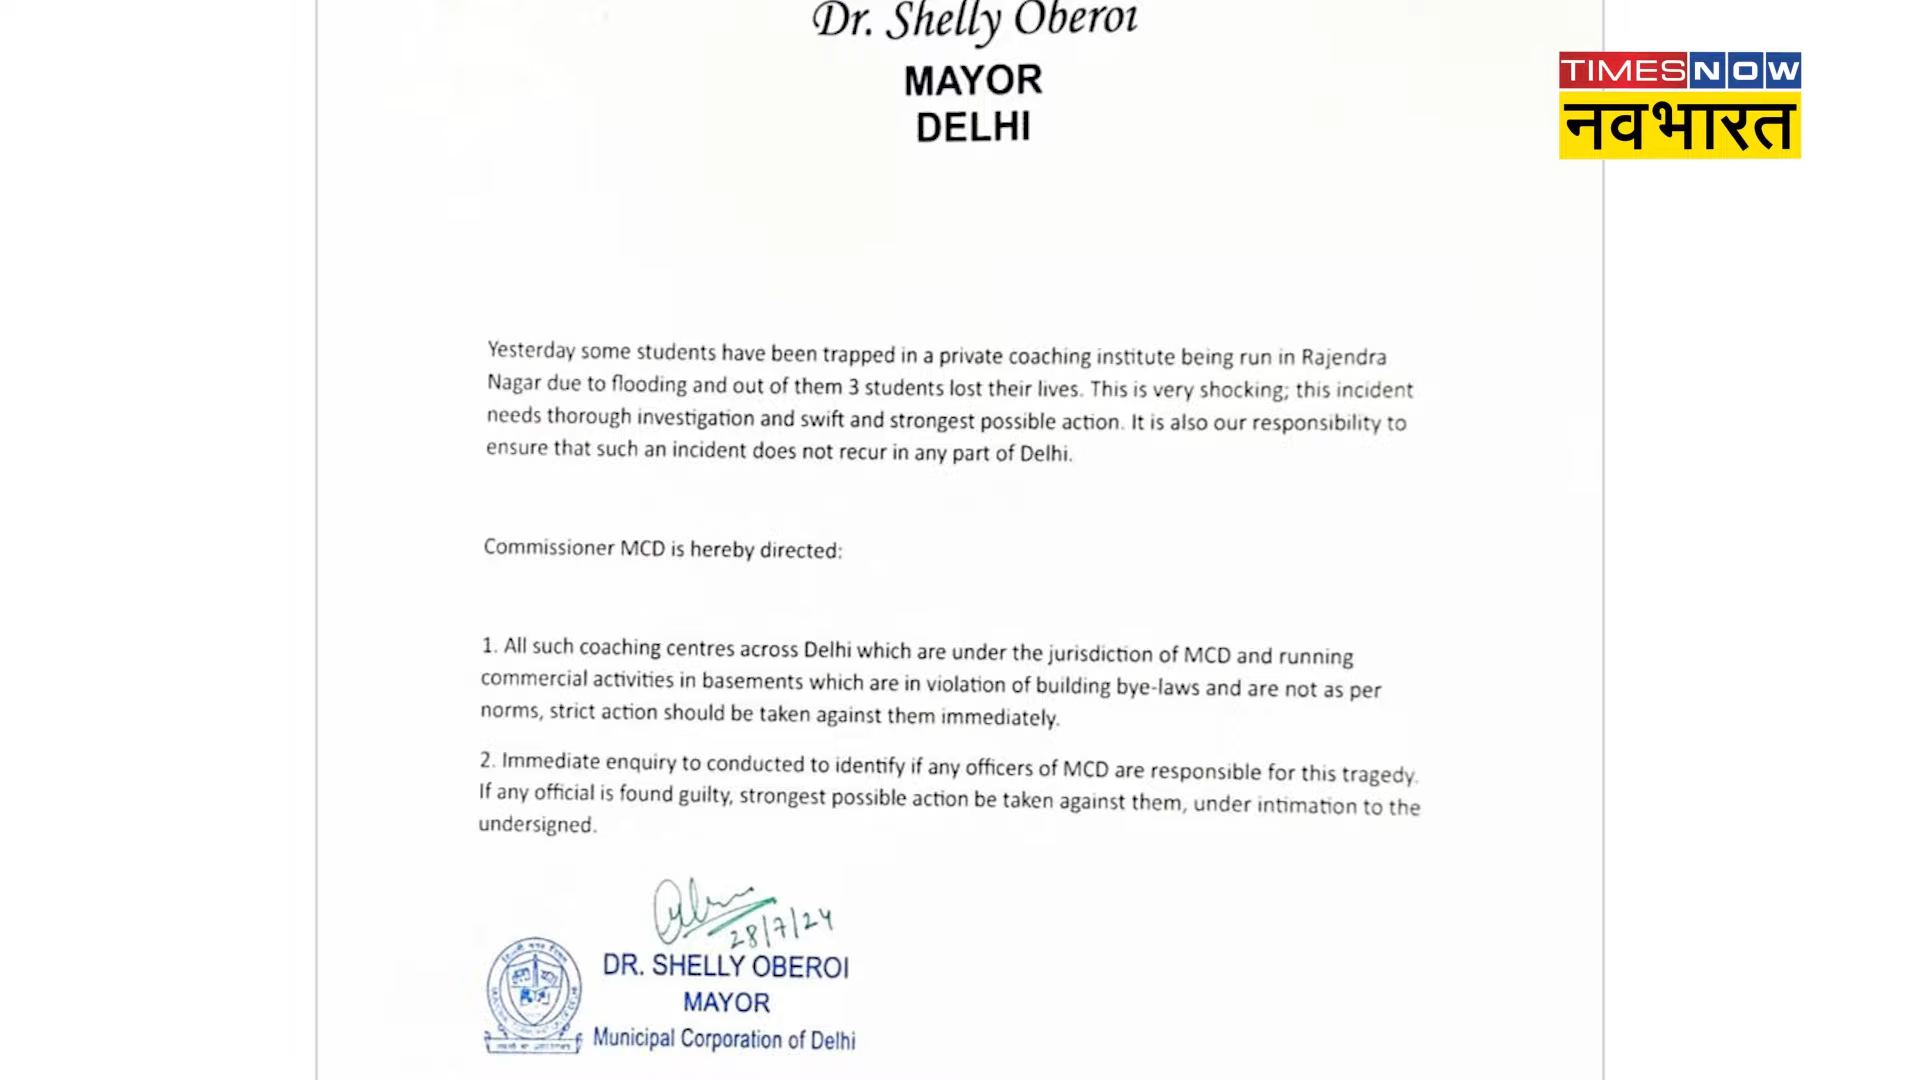 Dr. Shelly Oberoi
MAYOR
DELHI
TIMES NOW
नवभारत
Yesterday some students have been trapped in a private coaching institute being run in Rajendra
Nagar due to flooding and out of them 3 students lost their lives. This is very shocking; this incident
needs thorough investigation and swift and strongest possible action. It is also our responsibility to
ensure that such an incident does not recur in any part of Delhi.
Commissioner MCD is hereby directed:
1. All such coaching centres across Delhi which are under the jurisdiction of MCD and running
commercial activities in basements which are in violation of building bye-laws and are not as per
norms, strict action should be taken against them immediately.
2. Immediate enquiry to conducted to identify if any officers of MCD are responsible for this tragedy.
If any official is found guilty, strongest possible action be taken against them, under intimation to the
undersigned.
28/7/24
DR. SHELLY OBEROI
MAYOR
Municipal Corporation of Delhi